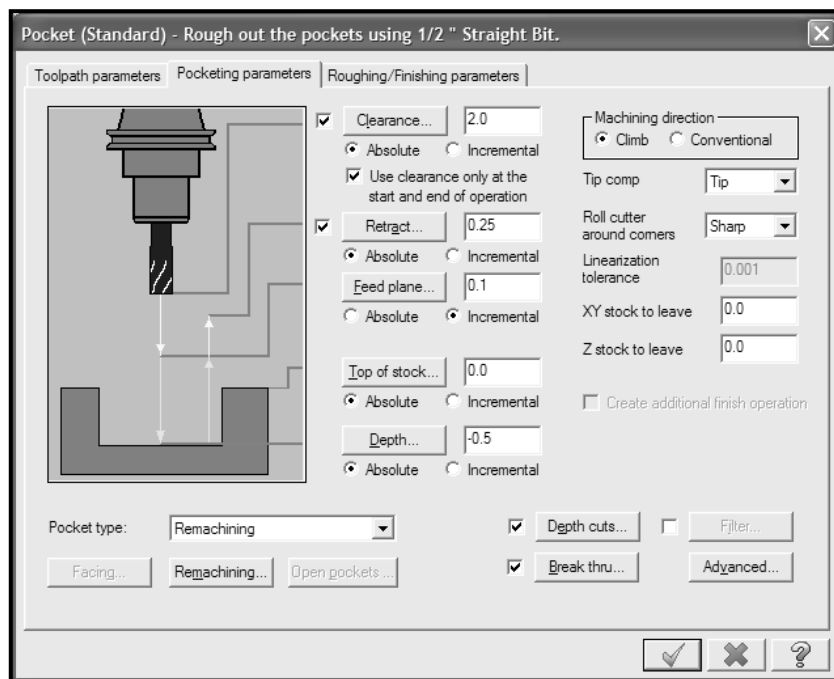 Pocket (Standard) - Rough out the pockets using 1/2 " Straight Bit.
Toolpath parameters
Pocketing parameters
Roughing/Finishing parameters
Clearance...
2.0
Absolute
Incremental
Use clearance only at the
start and end of operation
Retract...
0.25
Absolute
Incremental
Feed plane...
0.1
Absolute
Incremental
Top of stock...
0.0
Absolute
Incremental
Depth...
-0.5
Absolute
Incremental
Machining direction
Climb
Conventional
Tip comp
Tip
Roll cutter
around corners
Sharp
Linearization
tolerance
0.001
XY stock to leave
0.0
Z stock to leave
0.0
Create additional finish operation
Pocket type:
Remachining
Facing...
Remachining...
Open pockets ...
Depth cuts...
Filter...
Break thru...
Advanced...